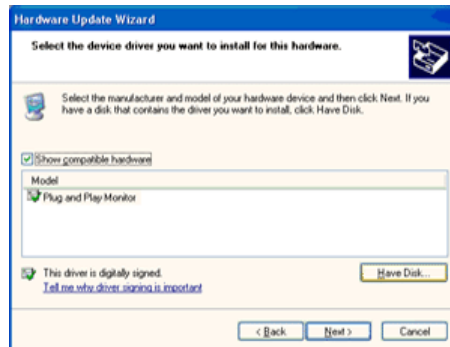 Hardware Update Wizard
Select the device driver you want to install for this hardware.
Select the manufacturer and model of your hardware device and then click Next. If you
have a disk that contains the driver you want to install, click Have Disk.
Show compatible hardware
Model
Plug and Play Monitor
This driver is digitally signed.
Have Disk...
Tell me why driver signing is important
< Back
Next >
Cancel